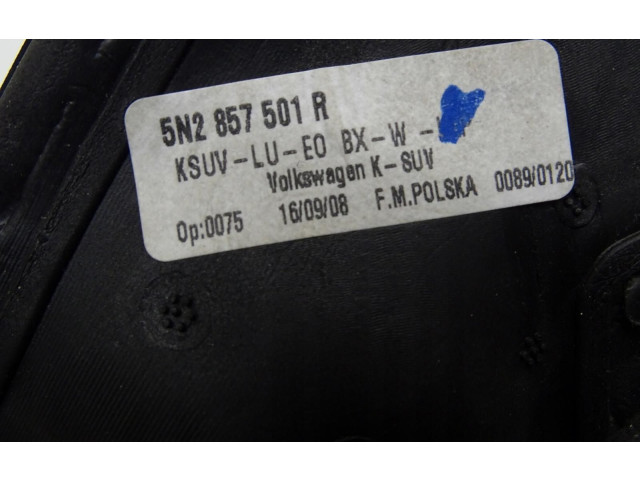 5N2 857 501 R
KSUV-LU-EO BX-W -
Volkswagen K-SUV
Op:0075 16/09/08 F.M.POLSKA 0089/0120